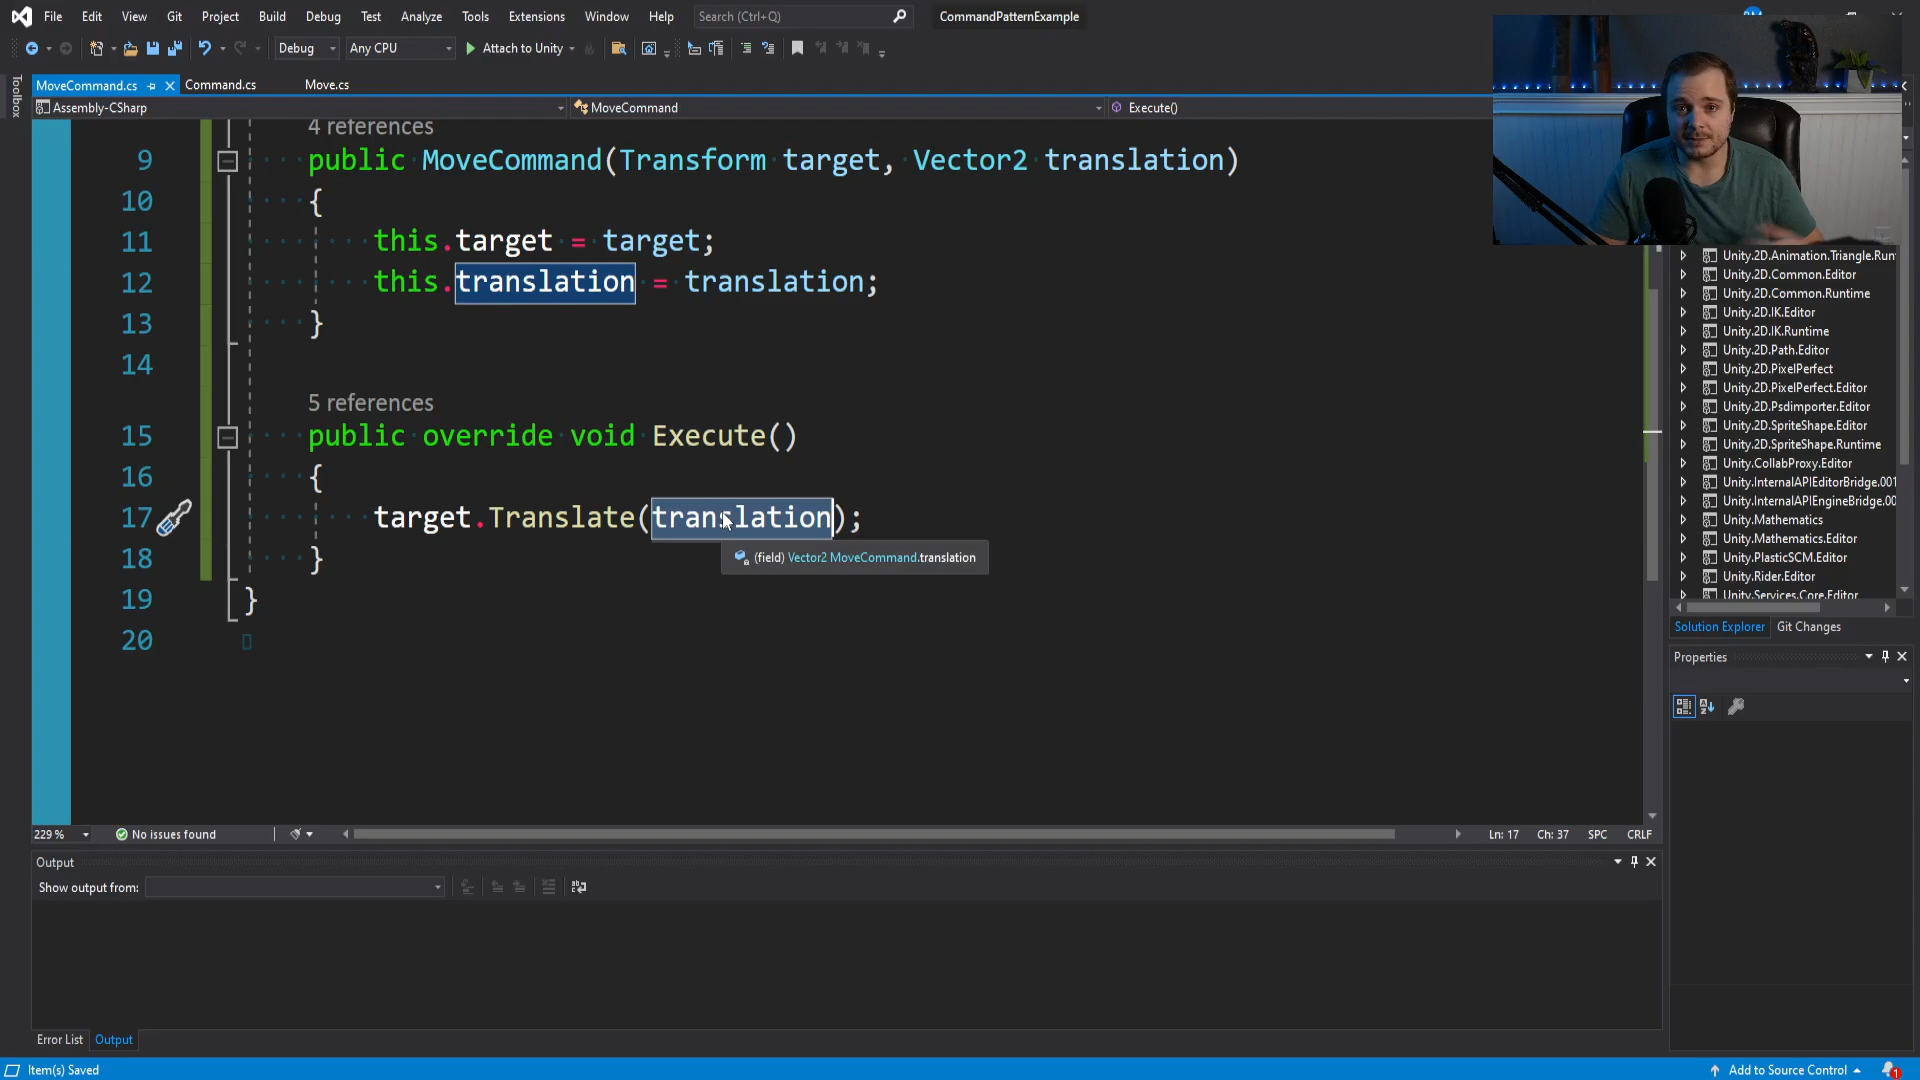 File Edit View Git Project Build Debug Test Analyze Tools Extensions Window Help Search (Ctrl+Q) CommandPatternExample
Debug Any CPU Attach to Unity
MoveCommand.cs Command.cs Move.cs
Assembly-CSharp MoveCommand Execute()
Toolbox
4 references
9 public MoveCommand(Transform target, Vector2 translation)
10 {
11 this.target = target;
12 this.translation = translation;
13 }
14
5 references
15 public override void Execute()
16 {
17 target.Translate(translation);
(field) Vector2 MoveCommand.translation
18 }
19 }
20
229 % No issues found Ln: 17 Ch: 37 SPC CRLF
Unity.2D.Animation.Triangle.Run
Unity.2D.Common.Editor
Unity.2D.Common.Runtime
Unity.2D.IK.Editor
Unity.2D.IK.Runtime
Unity.2D.Path.Editor
Unity.2D.PixelPerfect
Unity.2D.PixelPerfect.Editor
Unity.2D.Psdimporter.Editor
Unity.2D.SpriteShape.Editor
Unity.2D.SpriteShape.Runtime
Unity.CollabProxy.Editor
Unity.InternalAPIEditorBridge.001
Unity.InternalAPIEngineBridge.00
Unity.Mathematics
Unity.Mathematics.Editor
Unity.PlasticSCM.Editor
Unity.Rider.Editor
Unity.Services.Core.Editor
Solution Explorer Git Changes
Properties
Output
Show output from:
Error List Output
Item(s) Saved Add to Source Control 1